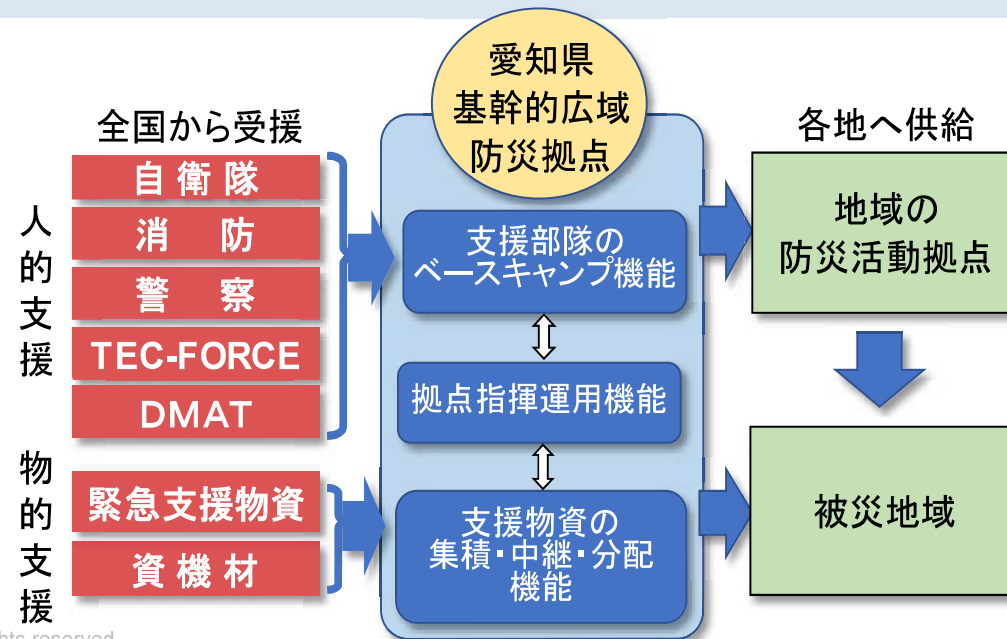 愛知県
基幹的広域
防災拠点
全国から受援
人的支援
自衛隊
消防
警察
TEC-FORCE
DMAT
物的支援
緊急支援物資
資機材
支援部隊の
ベースキャンプ機能
拠点指揮運用機能
支援物資の
集積・中継・分配
機能
各地へ供給
地域の
防災活動拠点
被災地域
hts reserved